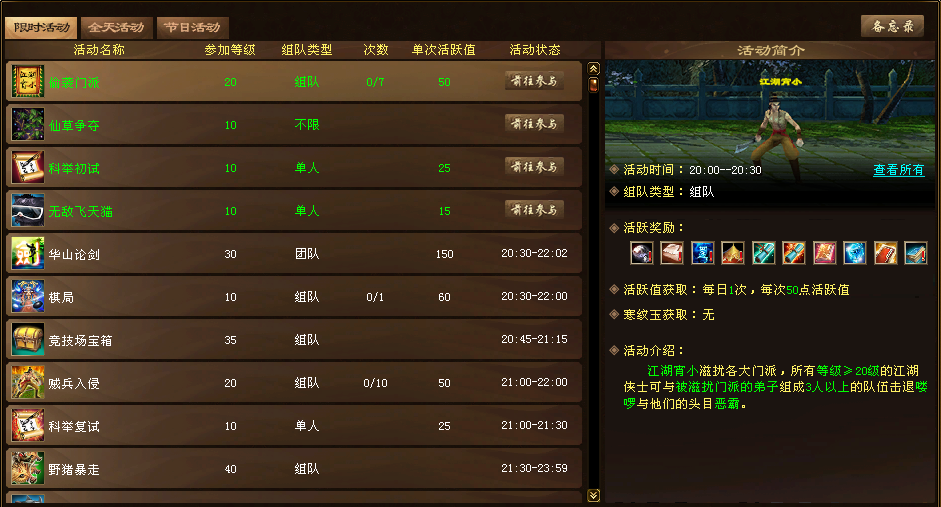 限时活动 全天活动 节日活动 备忘录
活动名称 参加等级 组队类型 次数 单次活跃值 活动状态
偷袭门派 20 组队 0/7 50 前往参与
仙草争夺 10 不限 前往参与
科举初试 10 单人 25 前往参与
无敌飞天猫 10 单人 15 前往参与
华山论剑 30 团队 150 20:30-22:02
棋局 10 组队 0/1 60 20:30-22:00
竞技场宝箱 35 组队 20:45-21:15
贼兵入侵 20 组队 0/10 50 21:00-22:00
科举复试 10 单人 25 21:00-21:30
野猪暴走 40 组队 21:30-23:59
活动简介
江湖宵小
活动时间：20:00--20:30 查看所有
组队类型：组队
活跃奖励：
活跃值获取：每日1次，每次50点活跃值
寒纹玉获取：无
活动介绍：
江湖宵小滋扰各大门派，所有等级≥20级的江湖
侠士可与被滋扰门派的弟子组成3人以上的队伍击退喽
啰与他们的头目恶霸。